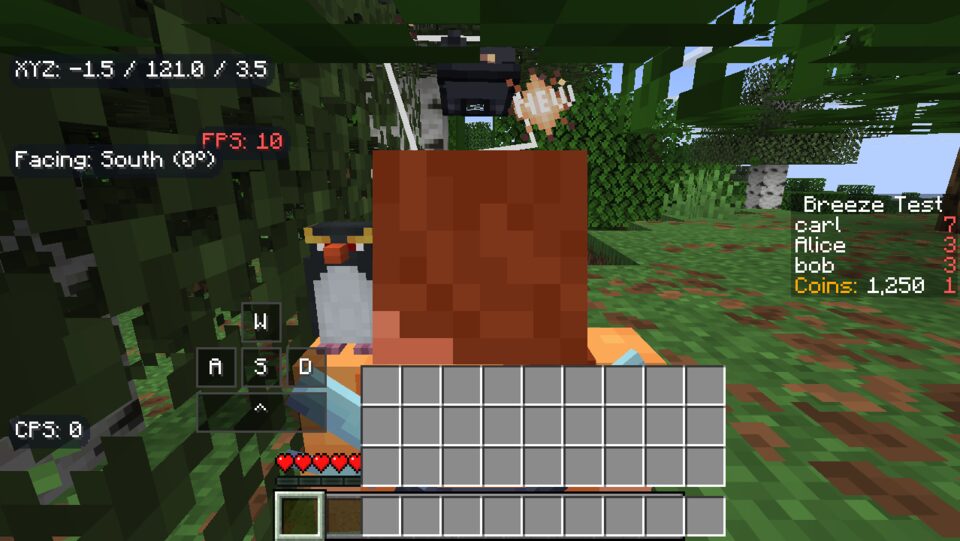 XYZ: -1.5 / 121.0 / 3.5
NEW
FPS: 10
Facing: South (0°)
Breeze Test
carl 7
Alice 3
bob 3
Coins: 1,250 1
W
A S D
^
CPS: 0